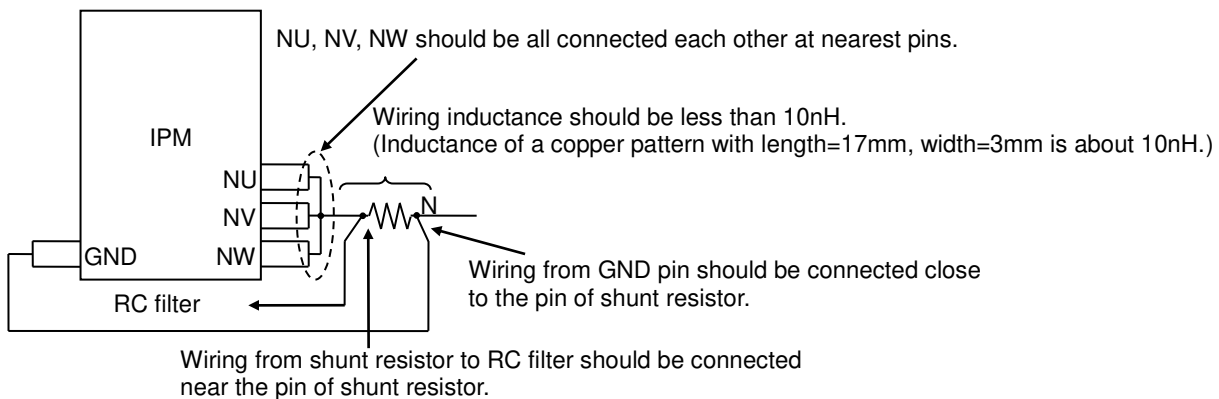 NU, NV, NW should be all connected each other at nearest pins.
Wiring inductance should be less than 10nH.
(Inductance of a copper pattern with length=17mm, width=3mm is about 10nH.)
IPM
NU
NV
N
GND
NW
Wiring from GND pin should be connected close
to the pin of shunt resistor.
RC filter
Wiring from shunt resistor to RC filter should be connected
near the pin of shunt resistor.